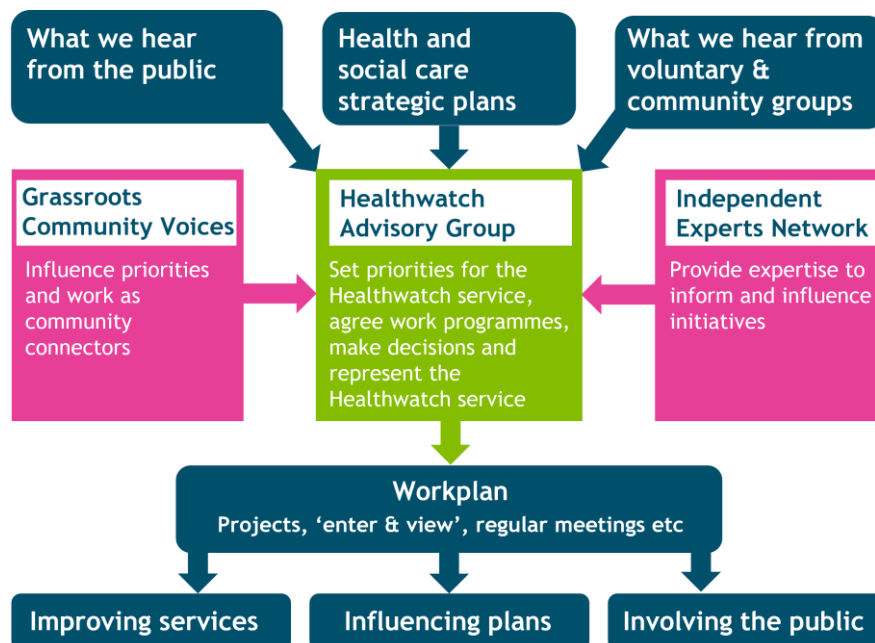 What we hear
from the public
Health and
social care
strategic plans
What we hear from
voluntary &
community groups
Grassroots
Community Voices
Influence priorities
and work as
community
connectors
Healthwatch
Advisory Group
Set priorities for the
Healthwatch service,
agree work programmes,
make decisions and
represent the
Healthwatch service
Independent
Experts Network
Provide expertise to
inform and influence
initiatives
Workplan
Projects, ‘enter & view’, regular meetings etc
Improving services
Influencing plans
Involving the public